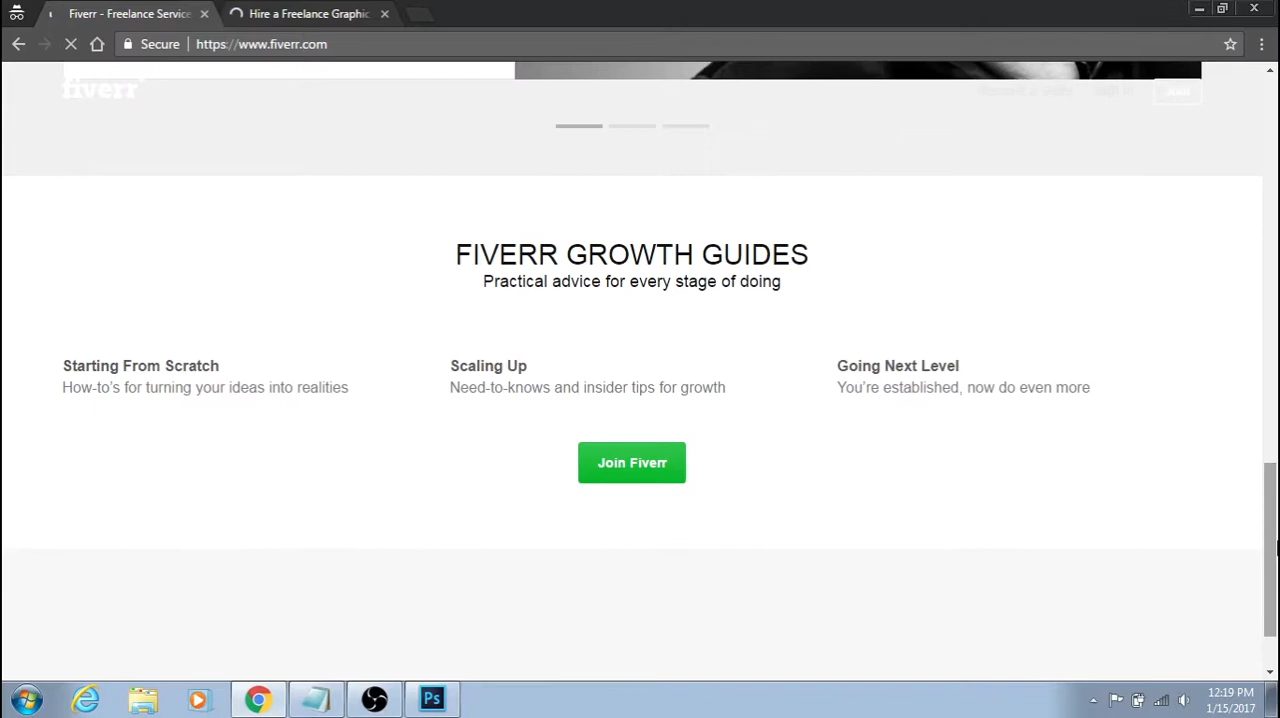 Fiverr - Freelance Service
Hire a Freelance Graphic
Secure
https://www.fiverr.com
fiverr
Join
FIVERR GROWTH GUIDES
Practical advice for every stage of doing
Starting From Scratch
How-to's for turning your ideas into realities
Scaling Up
Need-to-knows and insider tips for growth
Going Next Level
You're established, now do even more
Join Fiverr
Ps
12:19 PM
1/15/2017